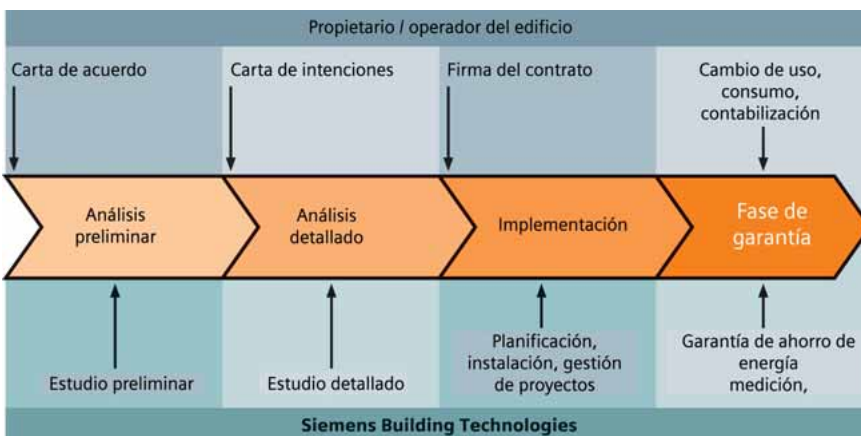 Propietario / operador del edificio
Carta de acuerdo
Carta de intenciones
Firma del contrato
Cambio de uso,
consumo,
contabilización
Análisis
preliminar
Análisis
detallado
Implementación
Fase de
garantía
Estudio preliminar
Estudio detallado
Planificación,
instalación, gestión
de proyectos
Garantía de ahorro de
energía
medición,
Siemens Building Technologies